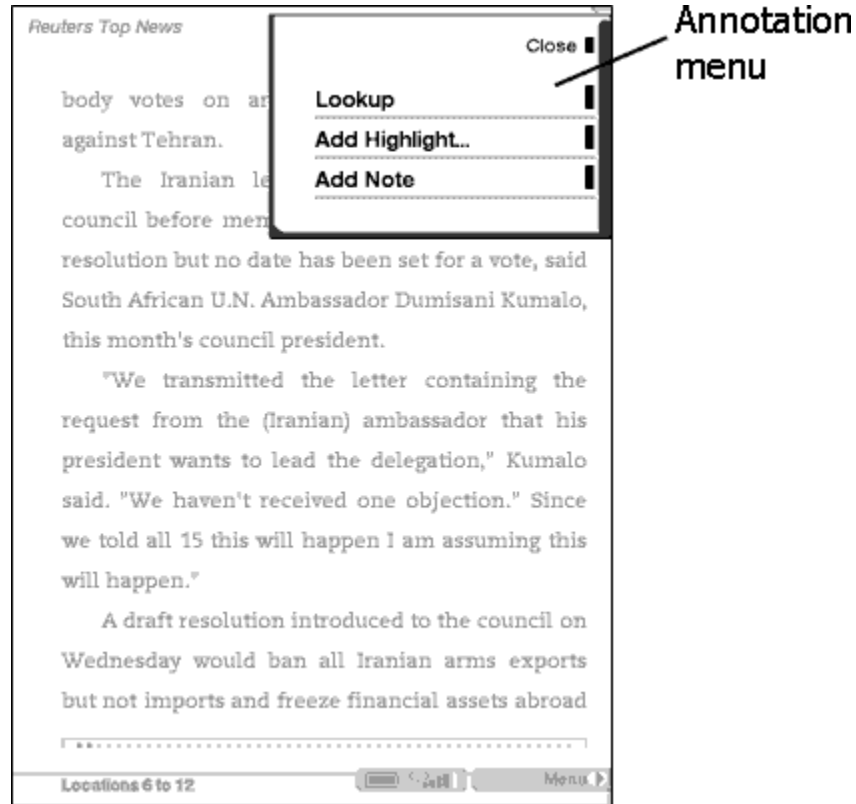 Reuters Top News
Close
Annotation
menu
Lookup
Add Highlight...
Add Note
body votes on
against Tehran.
The Iranian
council before
resolution but no date has been set for a vote, said
South African U.N. Ambassador Dumisani Kumalo,
this month's council president.
"We transmitted the letter containing the
request from the (Iranian) ambassador that his
president wants to lead the delegation," Kumalo
said. "We haven't received one objection." Since
we told all 15 this will happen I am assuming this
will happen."
A draft resolution introduced to the council on
Wednesday would ban all Iranian arms exports
but not imports and freeze financial assets abroad
Locations 6 to 12
Menu